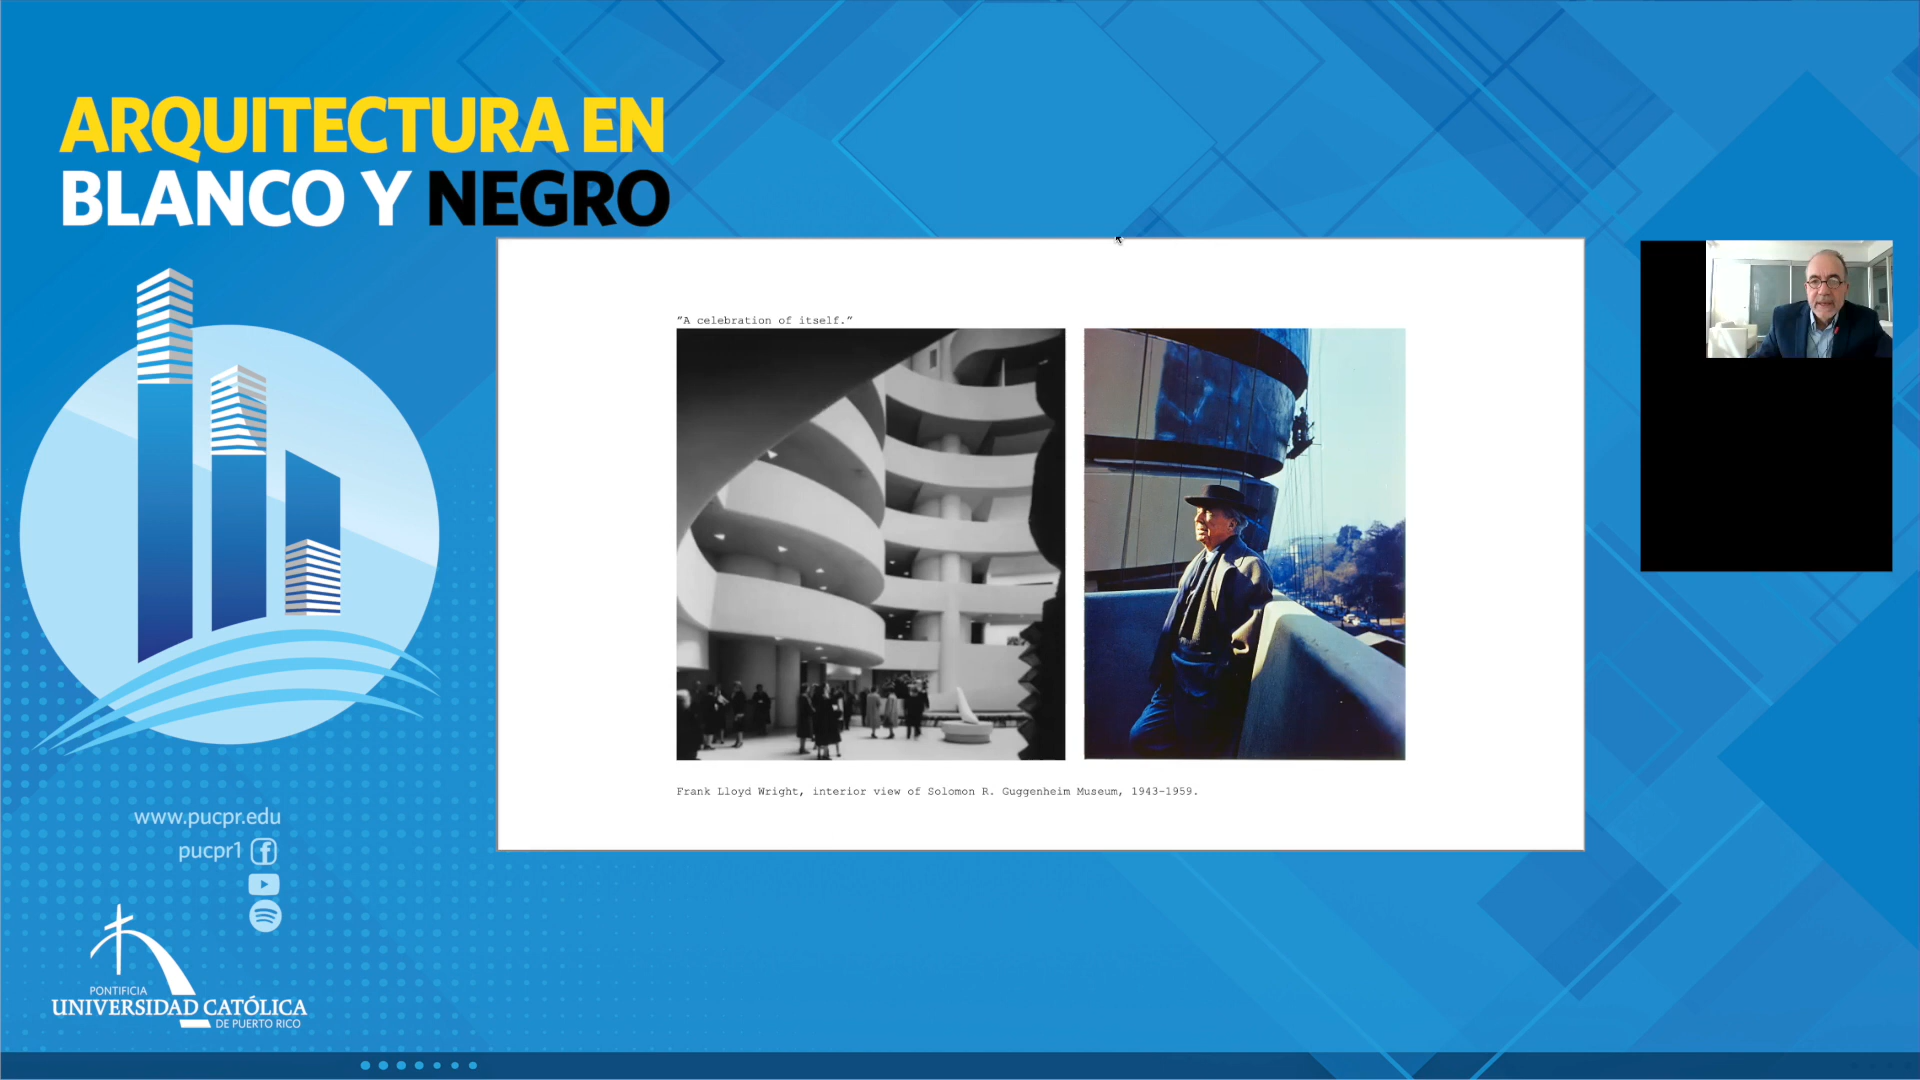 ARQUITECTURA EN
BLANCO Y NEGRO
"A celebration of itself."
Frank Lloyd Wright, interior view of Solomon R. Guggenheim Museum, 1943-1959.
www.pucpr.edu
pucpr1
PONTIFICIA
UNIVERSIDAD CATÓLICA
DE PUERTO RICO